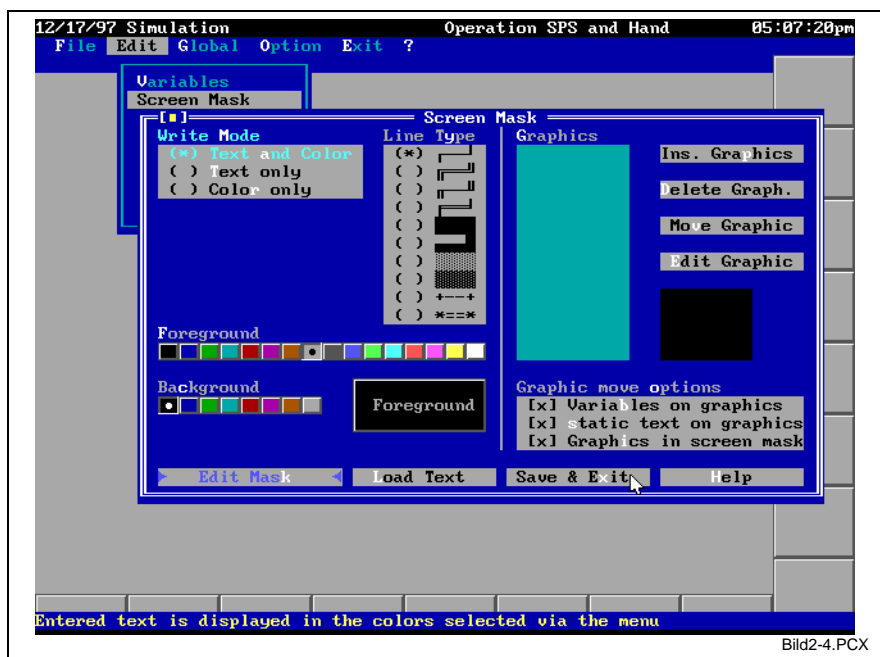 12/17/97 Simulation Operation SPS and Hand 05:07:20pm
File Edit Global Option Exit ?
Variables
Screen Mask
[■] Screen Mask
Write Mode Line Type Graphics
(*) Text and Color (*)
( ) Text only ( )
( ) Color only ( )
( )
( )
( )
( )
( )
( ) +--+
( ) *==*
Ins. Graphics
Delete Graph.
Move Graphic
Edit Graphic
Foreground
Background
Foreground
Graphic move options
[x] Variables on graphics
[x] static text on graphics
[x] Graphics in screen mask
► Edit Mask ◄ Load Text Save & Exit Help
Entered text is displayed in the colors selected via the menu
Bild2-4.PCX